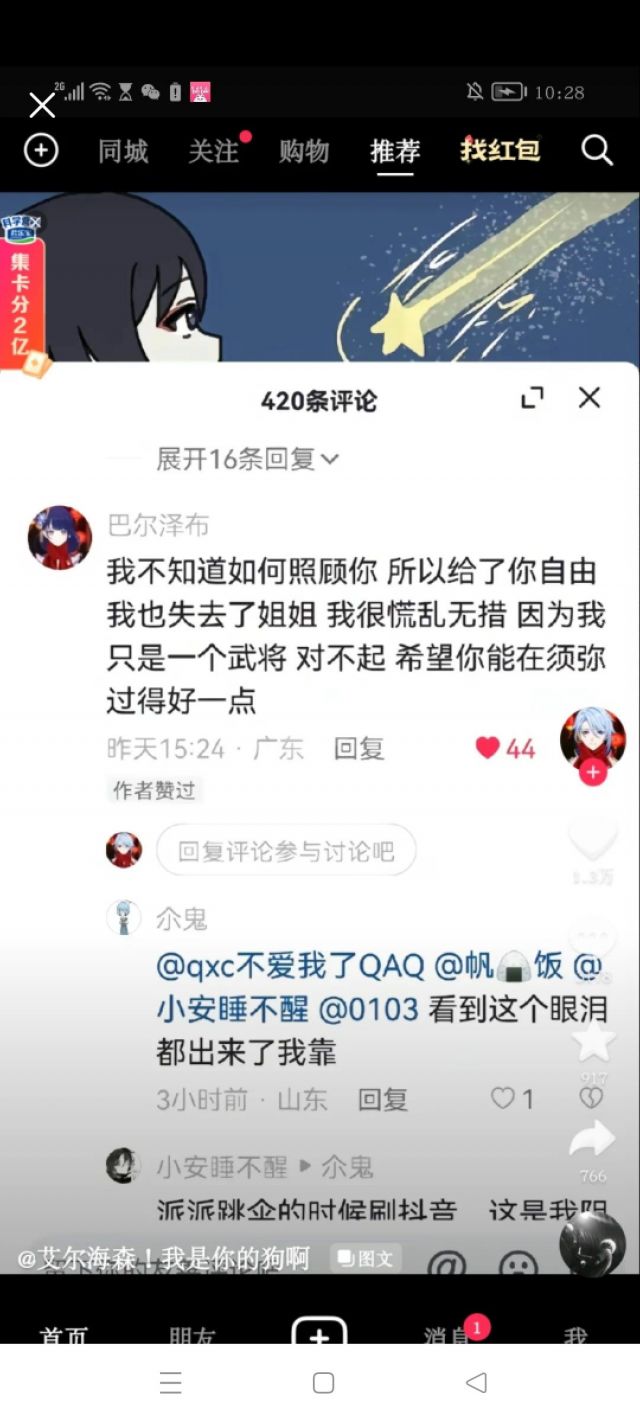 2G
10:28
同城 关注 购物 推荐 找红包
集卡分2亿
420条评论
展开16条回复
巴尔泽布
我不知道如何照顾你 所以给了你自由
我也失去了姐姐 我很慌乱无措 因为我
只是一个武将 对不起 希望你能在须弥
过得好一点
昨天15:24 · 广东 回复 44
作者赞过
回复评论参与讨论吧
尒鬼
@qxc不爱我了QAQ @帆🍙饭 @
小安睡不醒 @0103 看到这个眼泪
都出来了我靠
917
3小时前 · 山东 回复 1
小安睡不醒 ▸ 尒鬼
766
派派跳伞的时候刷抖音 这是我阴
@艾尔海森！我是你的狗啊 图文
首页 朋友 消息 1 我